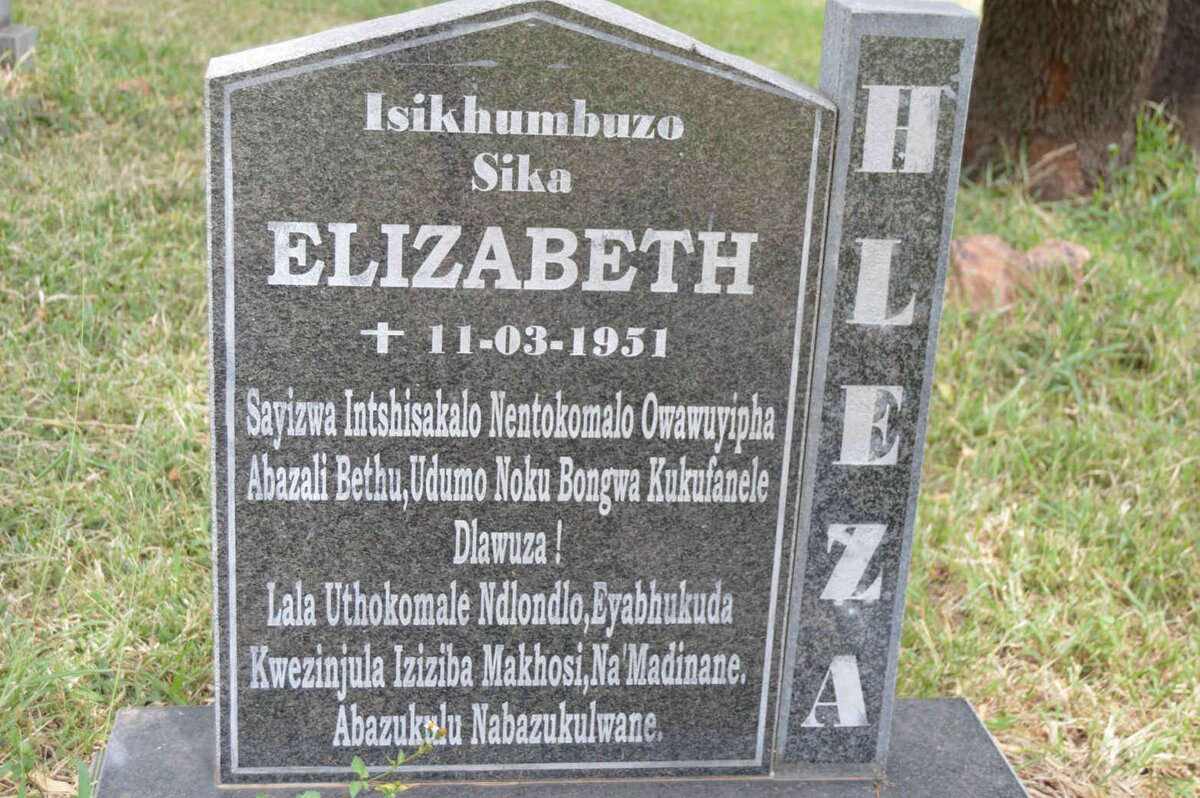 Isikhumbuzo
Sika
ELIZABETH
✝ 11-03-1951
Sayizwa Intshisakalo Nentokomalo Owawuyipha
Abazali Bethu,Udumo Noku Bongwa Kukufanele
Dlawuza !
Lala Uthokomale Ndlondlo,Eyabhukuda
Kwezinjula Iziziba Makhosi,Na'Madinane.
Abazukulu Nabazukulwane.
HLEZA